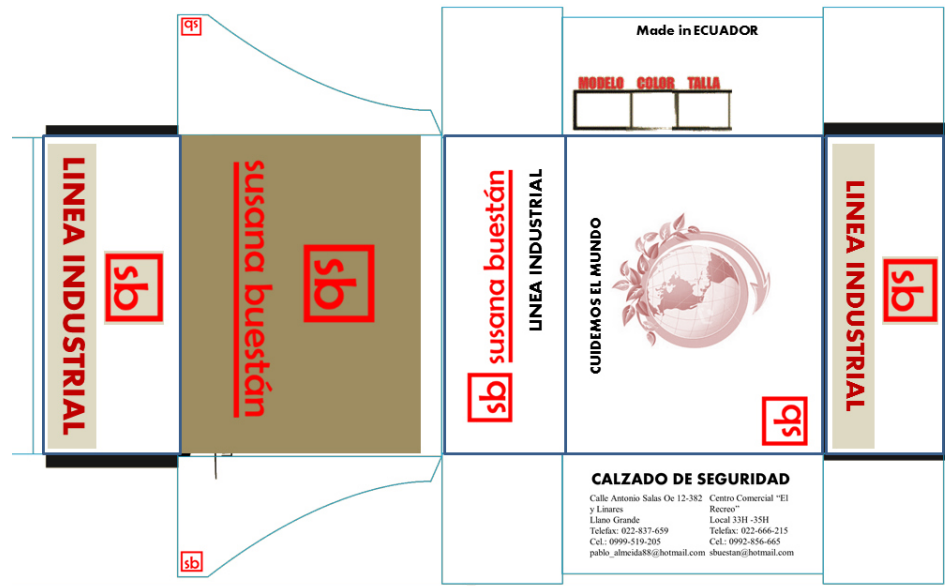 sb
LINEA INDUSTRIAL
sb
susana buestán
sb
sb
sb susana buestán
LINEA INDUSTRIAL
Made in ECUADOR
MODELO COLOR TALLA
CUIDEMOS EL MUNDO
sb
CALZADO DE SEGURIDAD
Calle Antonio Salas Oe 12-382
y Linares
Llano Grande
Telefax: 022-837-659
Cel.: 0999-519-205
pablo_almeida88@hotmail.com
Centro Comercial “El
Recreo”
Local 33H -35H
Telefax: 022-666-215
Cel.: 0992-856-665
sbuestan@hotmail.com
LINEA INDUSTRIAL
sb